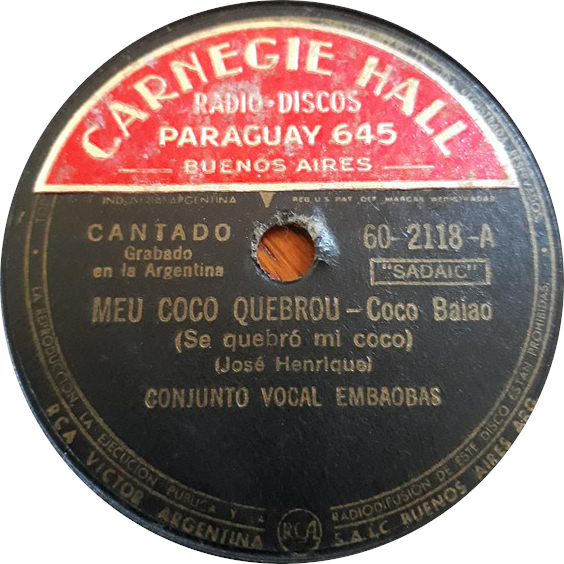 CARNEGIE HALL
RADIO-DISCOS
PARAGUAY 645
BUENOS AIRES
INDUSTRIA ARGENTINA
REG. U.S. PAT. OFF. MARCAS REGISTRADAS
CANTADO
Grabado
en la Argentina
60-2118-A
"SADAIC"
MEU COCO QUEBROU - Coco Baiao
(Se quebró mi coco)
(José Henrique)
CONJUNTO VOCAL EMBAOBAS
LA REPRODUCCION, LA EJECUCION PUBLICA Y LA
RADIODIFUSION DE ESTE DISCO ESTAN PROHIBIDAS.
RCA VICTOR ARGENTINA
RCA
S.A.I.C. BUENOS AIRES ARG